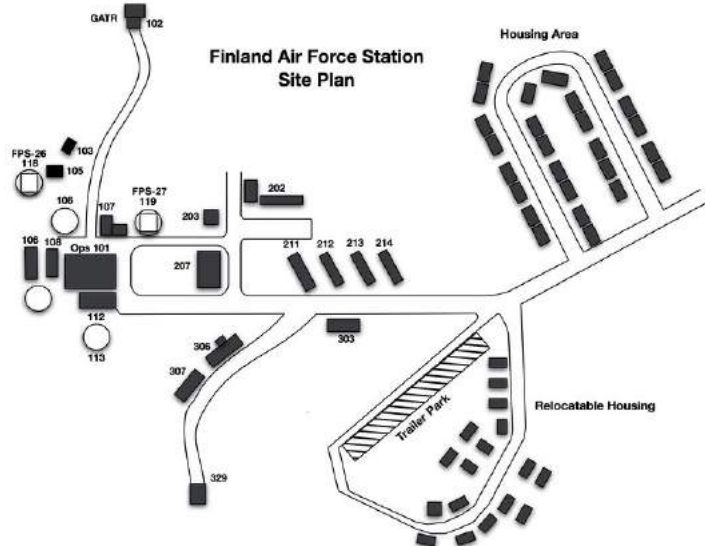 GATR
102
Finland Air Force Station
Site Plan
Housing Area
103
FPS-26
118
105
FPS-27
119
106
107
203
202
106
108
Ops 101
207
211
212
213
214
112
113
306
303
307
Trailer Park
Relocatable Housing
329